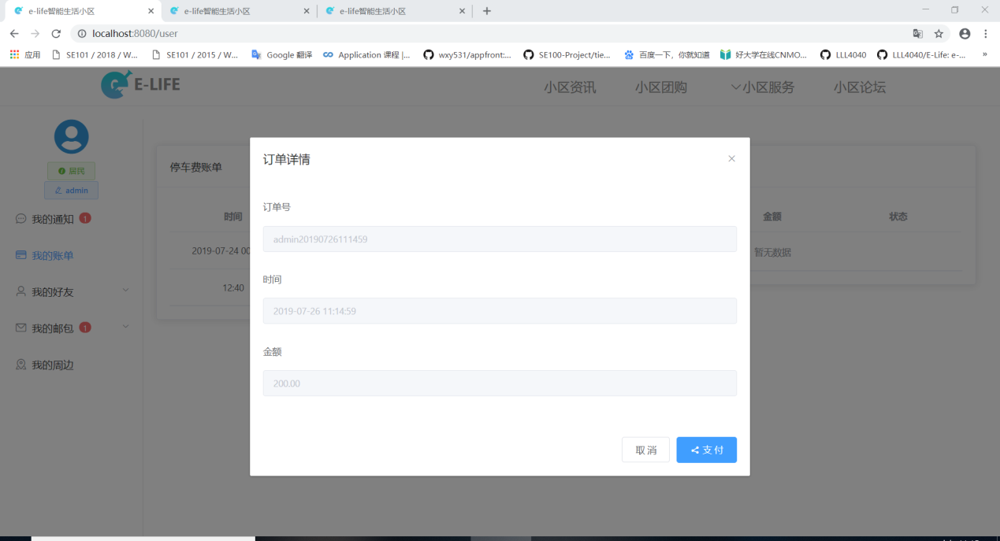 e-life智能生活小区
e-life智能生活小区
e-life智能生活小区
localhost:8080/user
应用
SE101 / 2018 / W...
SE101 / 2015 / W...
Google 翻译
Application 课程 |...
wxy531/appfront:...
SE100-Project/tie...
百度一下，你就知道
好大学在线CNMO...
LLL4040
LLL4040/E-Life: e-...
»
E-LIFE
小区资讯
小区团购
小区服务
小区论坛
居民
admin
我的通知 1
我的账单
我的好友
我的邮包 1
我的周边
停车费账单
时间
金额
状态
2019-07-24 00
暂无数据
12:40
订单详情
订单号
admin20190726111459
时间
2019-07-26 11:14:59
金额
200.00
取消
支付